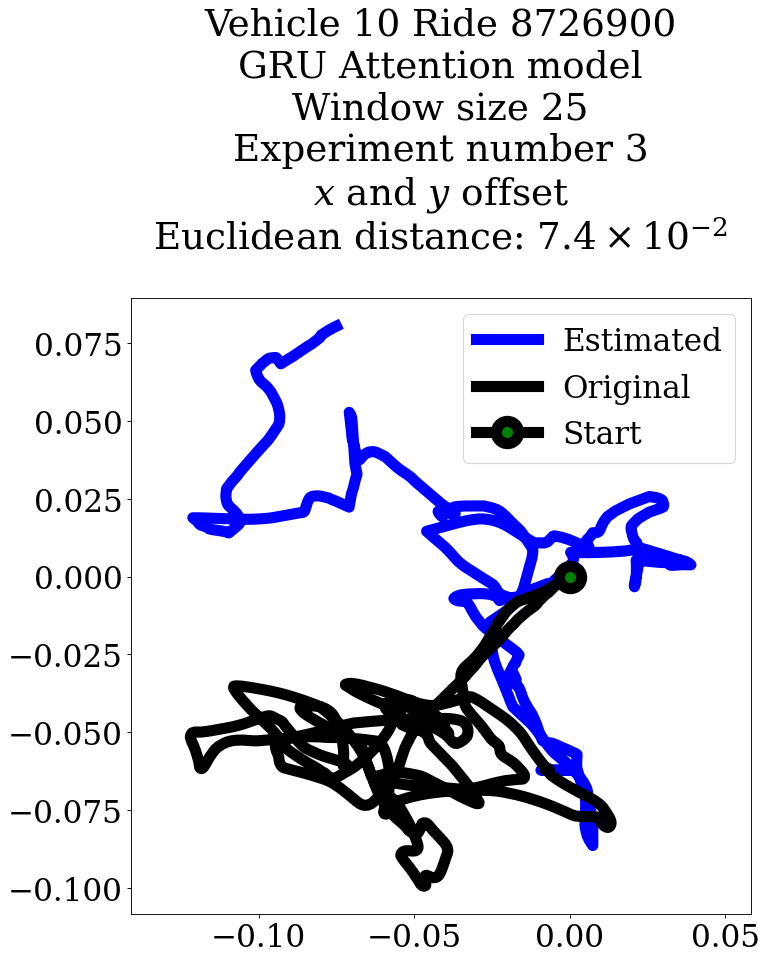 Vehicle 10 Ride 8726900
GRU Attention model
Window size 25
Experiment number 3
x and y offset
Euclidean distance: 7.4 × 10⁻²
Estimated
Original
Start
0.075
0.050
0.025
0.000
−0.025
−0.050
−0.075
−0.100
−0.10 −0.05 0.00 0.05